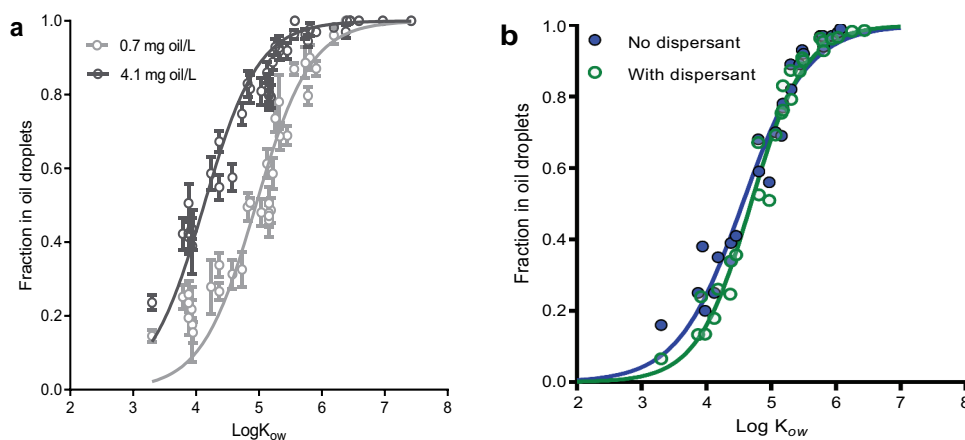 a
0.7 mg oil/L
4.1 mg oil/L
Fraction in oil droplets
1.0
0.8
0.6
0.4
0.2
0.0
2 3 4 5 6 7 8
LogKow
b
No dispersant
With dispersant
Fraction in oil droplets
1.0
0.8
0.6
0.4
0.2
0.0
2 3 4 5 6 7 8
Log Kow